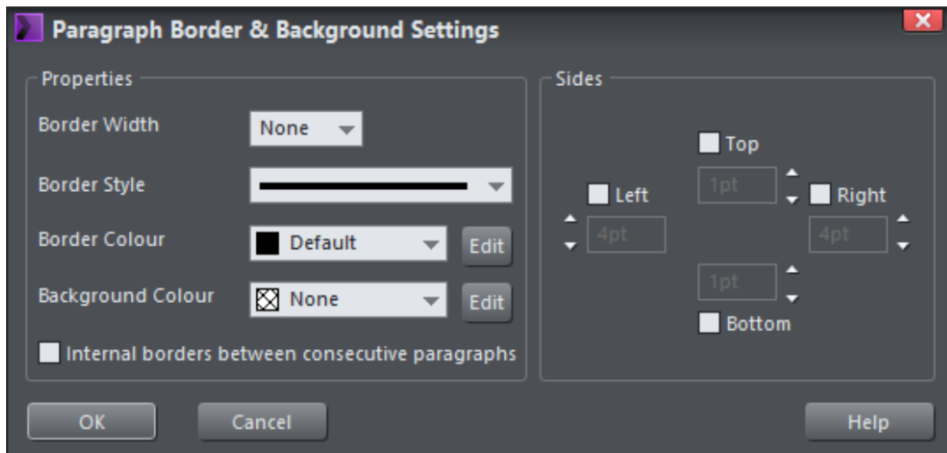 Paragraph Border & Background Settings
Properties
Border Width
None
Border Style
Border Colour
Default
Edit
Background Colour
None
Edit
Internal borders between consecutive paragraphs
Sides
Top
1pt
Left
4pt
Right
4pt
1pt
Bottom
OK
Cancel
Help